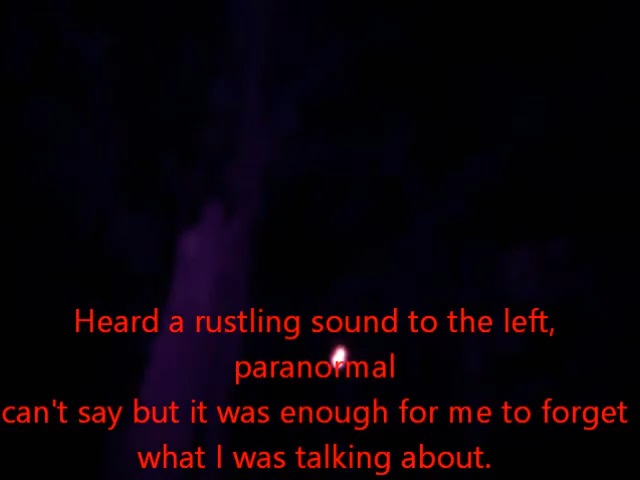 Heard a rustling sound to the left,
paranormal
can't say but it was enough for me to forget
what I was talking about.